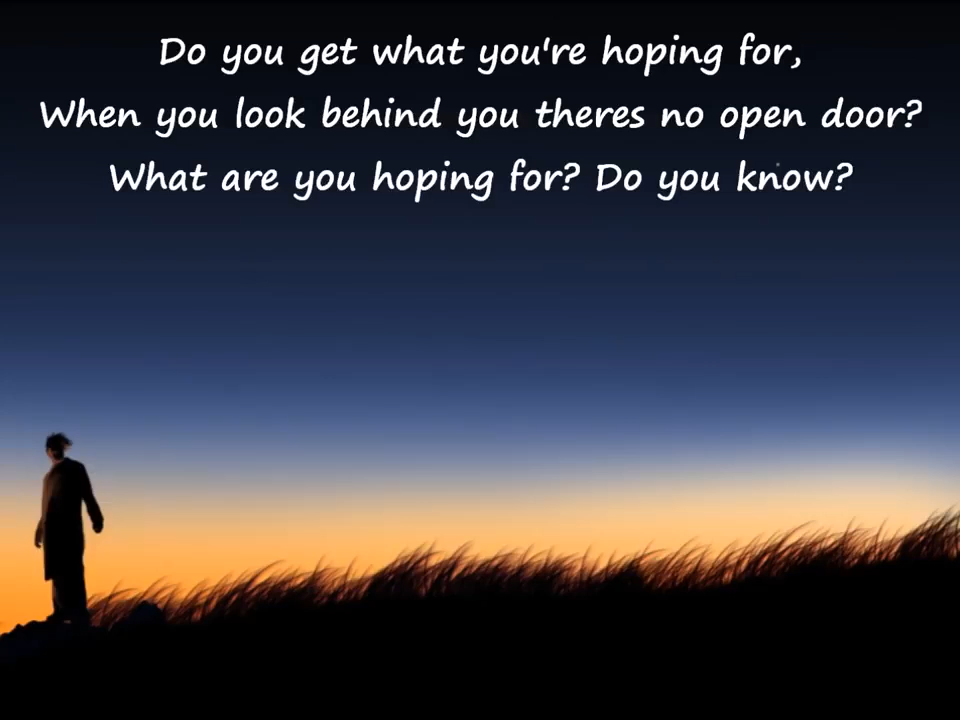 Do you get what you're hoping for,
When you look behind you theres no open door?
What are you hoping for? Do you know?